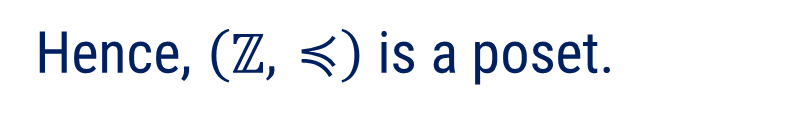 Hence, (ℤ, ≼) is a poset.